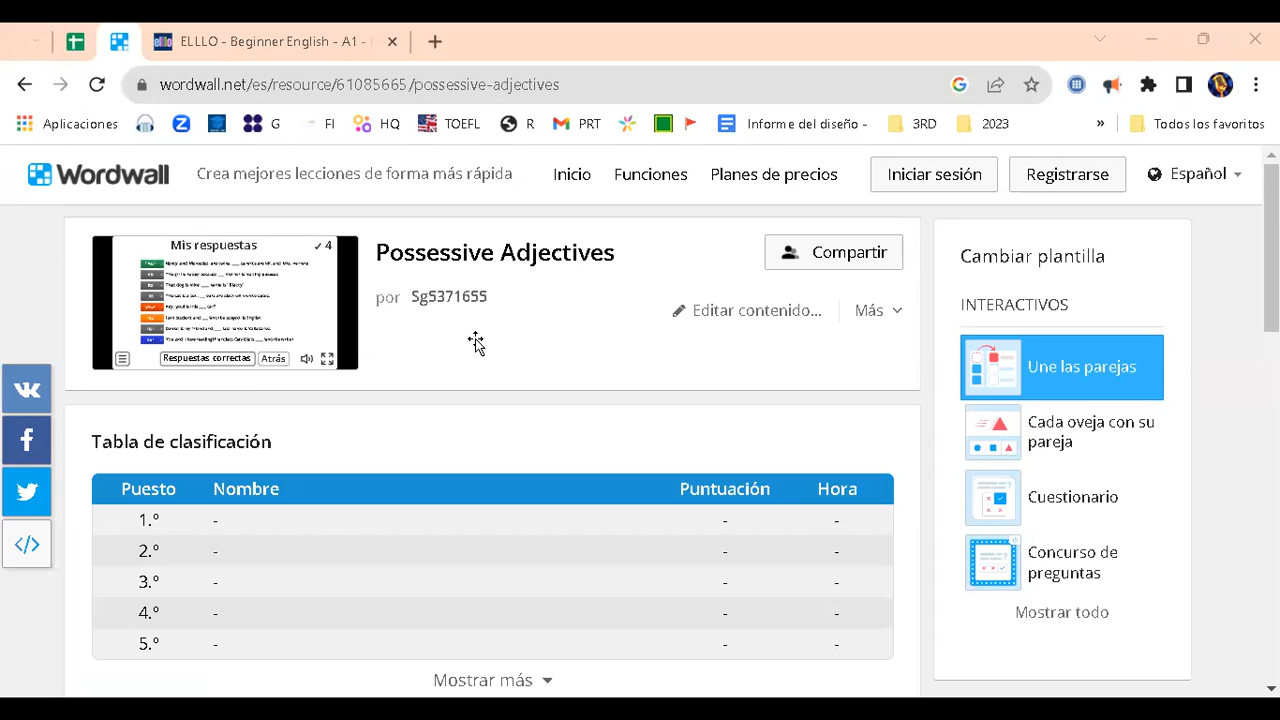 ELLLO - Beginner English - A1 -
wordwall.net/es/resource/61085665/possessive-adjectives
Aplicaciones G FI HQ TOEFL R PRT Informe del diseño - 3RD 2023 » Todos los favoritos
Wordwall Crea mejores lecciones de forma más rápida Inicio Funciones Planes de precios Iniciar sesión Registrarse Español
Mis respuestas ✓ 4
Respuestas correctas Atrás
Possessive Adjectives
Compartir
por Sg5371655
Editar contenido... Más
Cambiar plantilla
INTERACTIVOS
Une las parejas
Cada oveja con su
pareja
Cuestionario
Concurso de
preguntas
Mostrar todo
Tabla de clasificación
Puesto Nombre Puntuación Hora
1.º - - -
2.º - - -
3.º - - -
4.º - - -
5.º - - -
Mostrar más